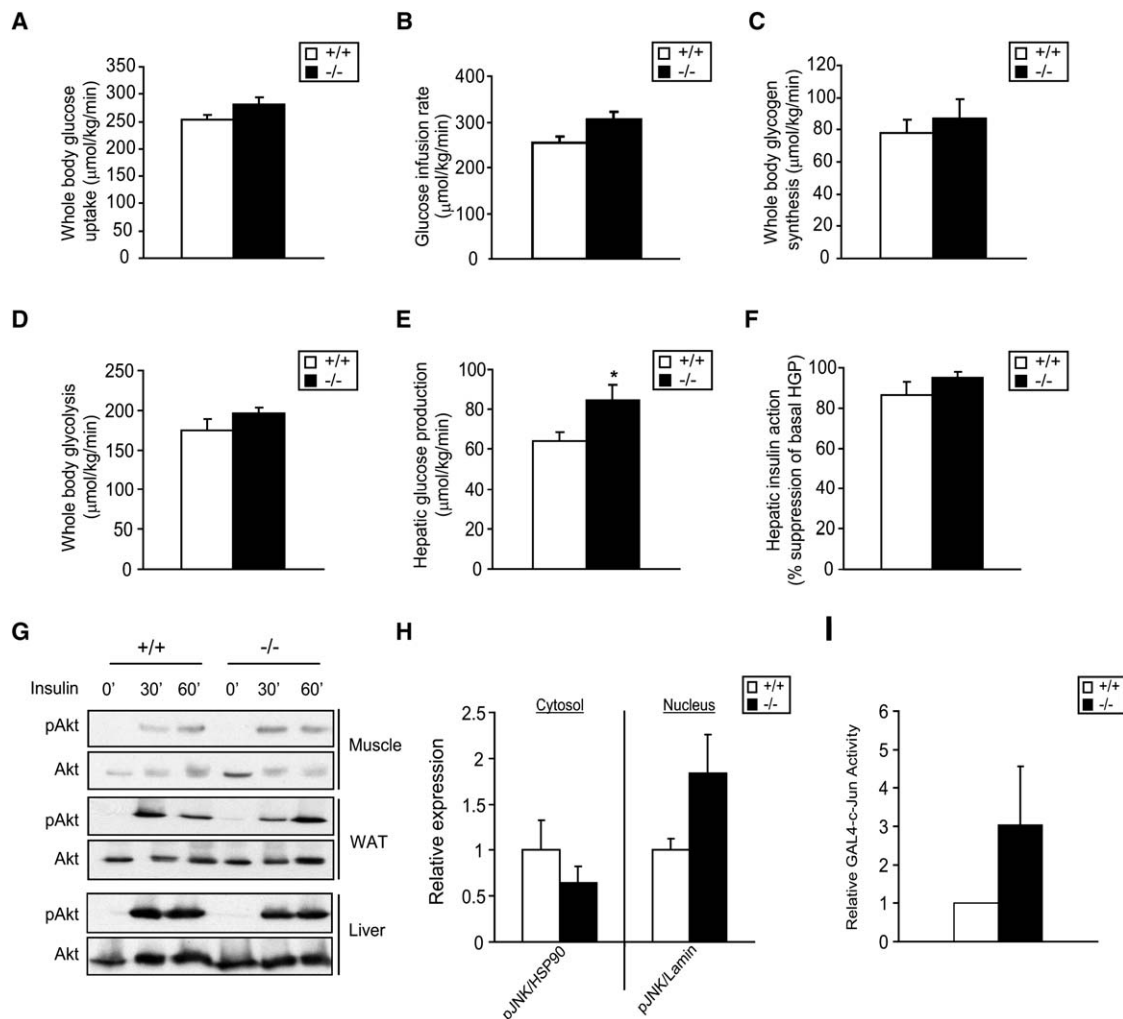 A
+/+
-/-
Whole body glucose
uptake (μmol/kg/min)
350
300
250
200
150
100
50
0
B
+/+
-/-
Glucose infusion rate
(μmol/kg/min)
400
300
200
100
0
C
+/+
-/-
Whole body glycogen
synthesis (μmol/kg/min)
120
100
80
60
40
20
0
D
+/+
-/-
Whole body glycolysis
(μmol/kg/min)
250
200
150
100
50
0
E
+/+
-/-
Hepatic glucose production
(μmol/kg/min)
100
80
60
40
20
0
*
F
+/+
-/-
Hepatic insulin action
(% suppression of basal HGP)
100
80
60
40
20
0
G
+/+ -/-
Insulin 0' 30' 60' 0' 30' 60'
pAkt
Akt
Muscle
pAkt
Akt
WAT
pAkt
Akt
Liver
H
+/+
-/-
Cytosol Nucleus
Relative expression
2.5
2
1.5
1
0.5
0
pJNK/HSP90
pJNK/Lamin
I
+/+
-/-
Relative GAL4-c-Jun Activity
6
5
4
3
2
1
0